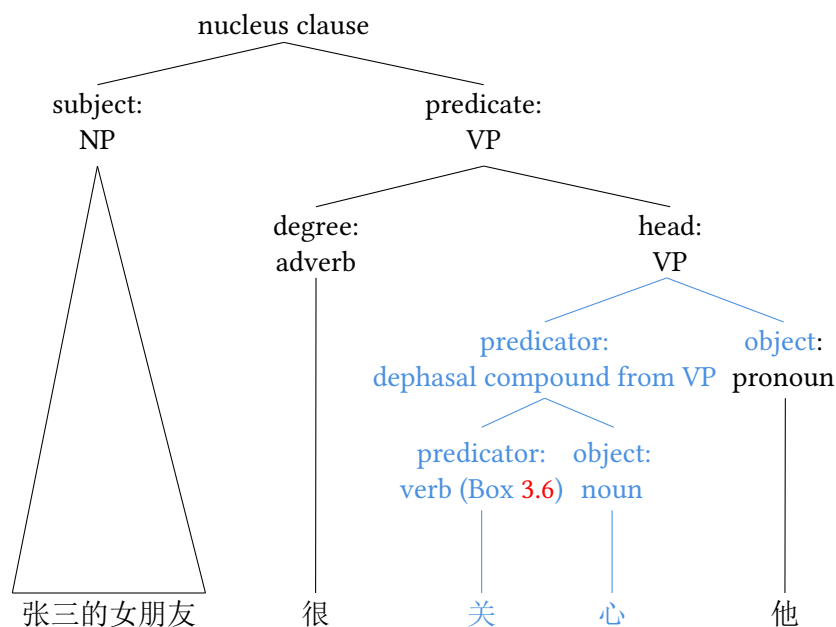 nucleus clause
subject:
NP
predicate:
VP
degree:
adverb
head:
VP
predicator:
dephasal compound from VP
object:
pronoun
predicator:
verb (Box 3.6)
object:
noun
张三的女朋友 很 关 心 他